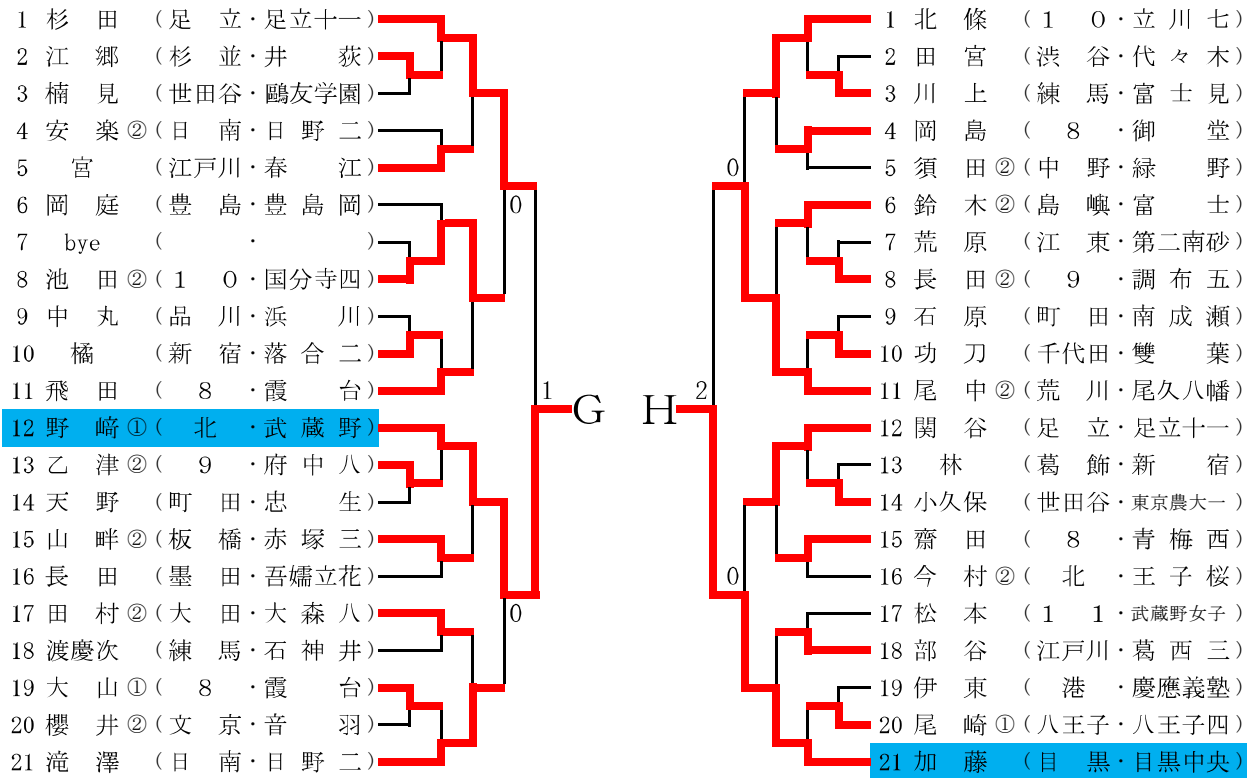 1 杉 田 (足 立・足立十一)
2 江 郷 (杉 並・井 荻)
3 楠 見 (世田谷・鷗友学園)
4 安 楽②(日 南・日 野 二)
5 宮 (江戸川・春 江)
6 岡 庭 (豊 島・豊 島 岡)
7 bye ( ・ )
8 池 田②(1 0・国分寺四)
9 中 丸 (品 川・浜 川)
10 橘 (新 宿・落 合 二)
11 飛 田 ( 8 ・霞 台)
12 野 﨑①( 北 ・武 蔵 野)
13 乙 津②( 9 ・府 中 八)
14 天 野 (町 田・忠 生)
15 山 畔②(板 橋・赤 塚 三)
16 長 田 (墨 田・吾嬬立花)
17 田 村②(大 田・大 森 八)
18 渡慶次 (練 馬・石 神 井)
19 大 山①( 8 ・霞 台)
20 櫻 井②(文 京・音 羽)
21 滝 澤 (日 南・日 野 二)
0
1
0
G
H
0
2
0
1 北 條 (1 0・立 川 七)
2 田 宮 (渋 谷・代 々 木)
3 川 上 (練 馬・富 士 見)
4 岡 島 ( 8 ・御 堂)
5 須 田②(中 野・緑 野)
6 鈴 木②(島 嶼・富 士)
7 荒 原 (江 東・第二南砂)
8 長 田②( 9 ・調 布 五)
9 石 原 (町 田・南 成 瀬)
10 功 刀 (千代田・雙 葉)
11 尾 中②(荒 川・尾久八幡)
12 関 谷 (足 立・足立十一)
13 林 (葛 飾・新 宿)
14 小久保 (世田谷・東京農大一)
15 齋 田 ( 8 ・青 梅 西)
16 今 村②( 北 ・王 子 桜)
17 松 本 (1 1・武蔵野女子)
18 部 谷 (江戸川・葛 西 三)
19 伊 東 ( 港 ・慶應義塾)
20 尾 崎①(八王子・八王子四)
21 加 藤 (目 黒・目黒中央)